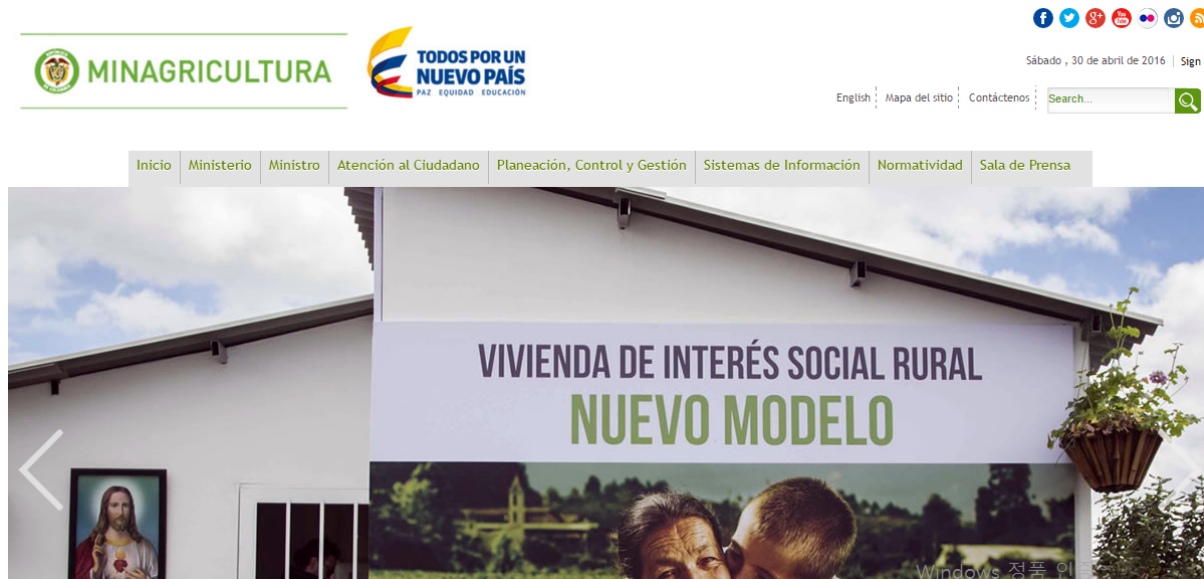 MINAGRICULTURA
TODOS POR UN
NUEVO PAÍS
PAZ EQUIDAD EDUCACIÓN
Sábado , 30 de abril de 2016 Sign
English Mapa del sitio Contáctenos Search...
Inicio Ministerio Ministro Atención al Ciudadano Planeación, Control y Gestión Sistemas de Información Normatividad Sala de Prensa
VIVIENDA DE INTERÉS SOCIAL RURAL
NUEVO MODELO
Windows 정품 인증